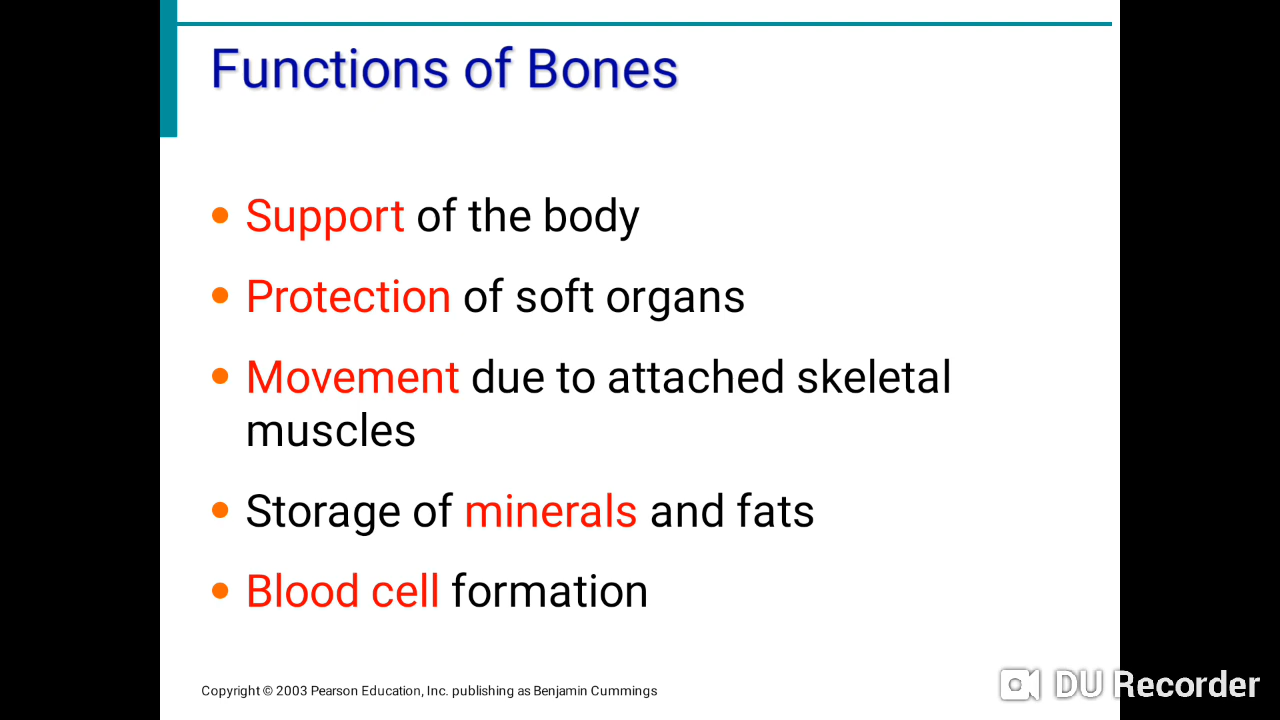 Functions of Bones
• Support of the body
• Protection of soft organs
• Movement due to attached skeletal
muscles
• Storage of minerals and fats
• Blood cell formation
Copyright © 2003 Pearson Education, Inc. publishing as Benjamin Cummings
DU Recorder